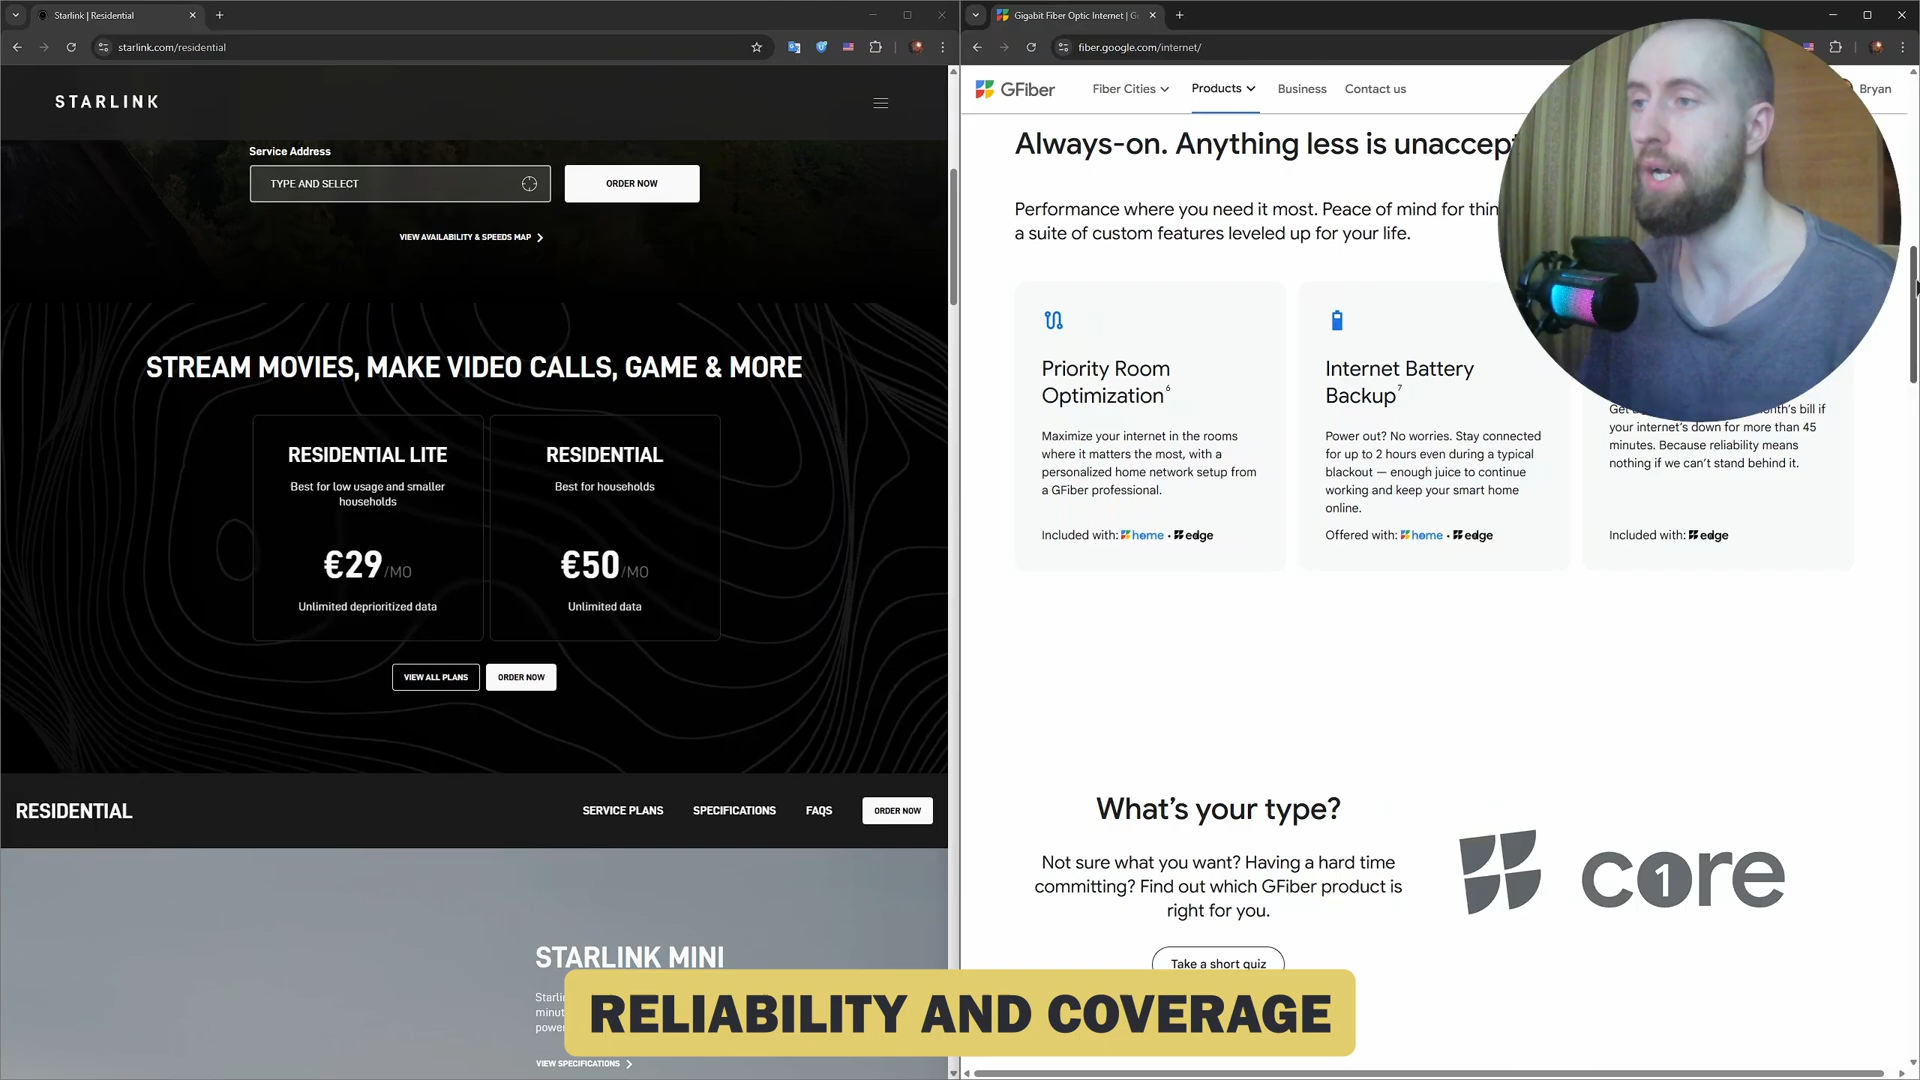 Starlink | Residential
starlink.com/residential
STARLINK
Service Address
TYPE AND SELECT
ORDER NOW
VIEW AVAILABILITY & SPEEDS MAP
STREAM MOVIES, MAKE VIDEO CALLS, GAME & MORE
RESIDENTIAL LITE
Best for low usage and smaller
households
€29/MO
Unlimited deprioritized data
RESIDENTIAL
Best for households
€50/MO
Unlimited data
VIEW ALL PLANS
ORDER NOW
RESIDENTIAL
SERVICE PLANS
SPECIFICATIONS
FAQS
ORDER NOW
STARLINK MINI
Starli
minut
powe
VIEW SPECIFICATIONS
Gigabit Fiber Optic Internet |
fiber.google.com/internet/
GFiber
Fiber Cities
Products
Business
Contact us
Bryan
Always-on. Anything less is unaccept
Performance where you need it most. Peace of mind for thin
a suite of custom features leveled up for your life.
Priority Room
Optimization6
Maximize your internet in the rooms
where it matters the most, with a
personalized home network setup from
a GFiber professional.
Included with: home • edge
Internet Battery
Backup7
Power out? No worries. Stay connected
for up to 2 hours even during a typical
blackout — enough juice to continue
working and keep your smart home
online.
Offered with: home • edge
Get nth's bill if
your internet's down for more than 45
minutes. Because reliability means
nothing if we can't stand behind it.
Included with: edge
What's your type?
Not sure what you want? Having a hard time
committing? Find out which GFiber product is
right for you.
Take a short quiz
core
1
RELIABILITY AND COVERAGE